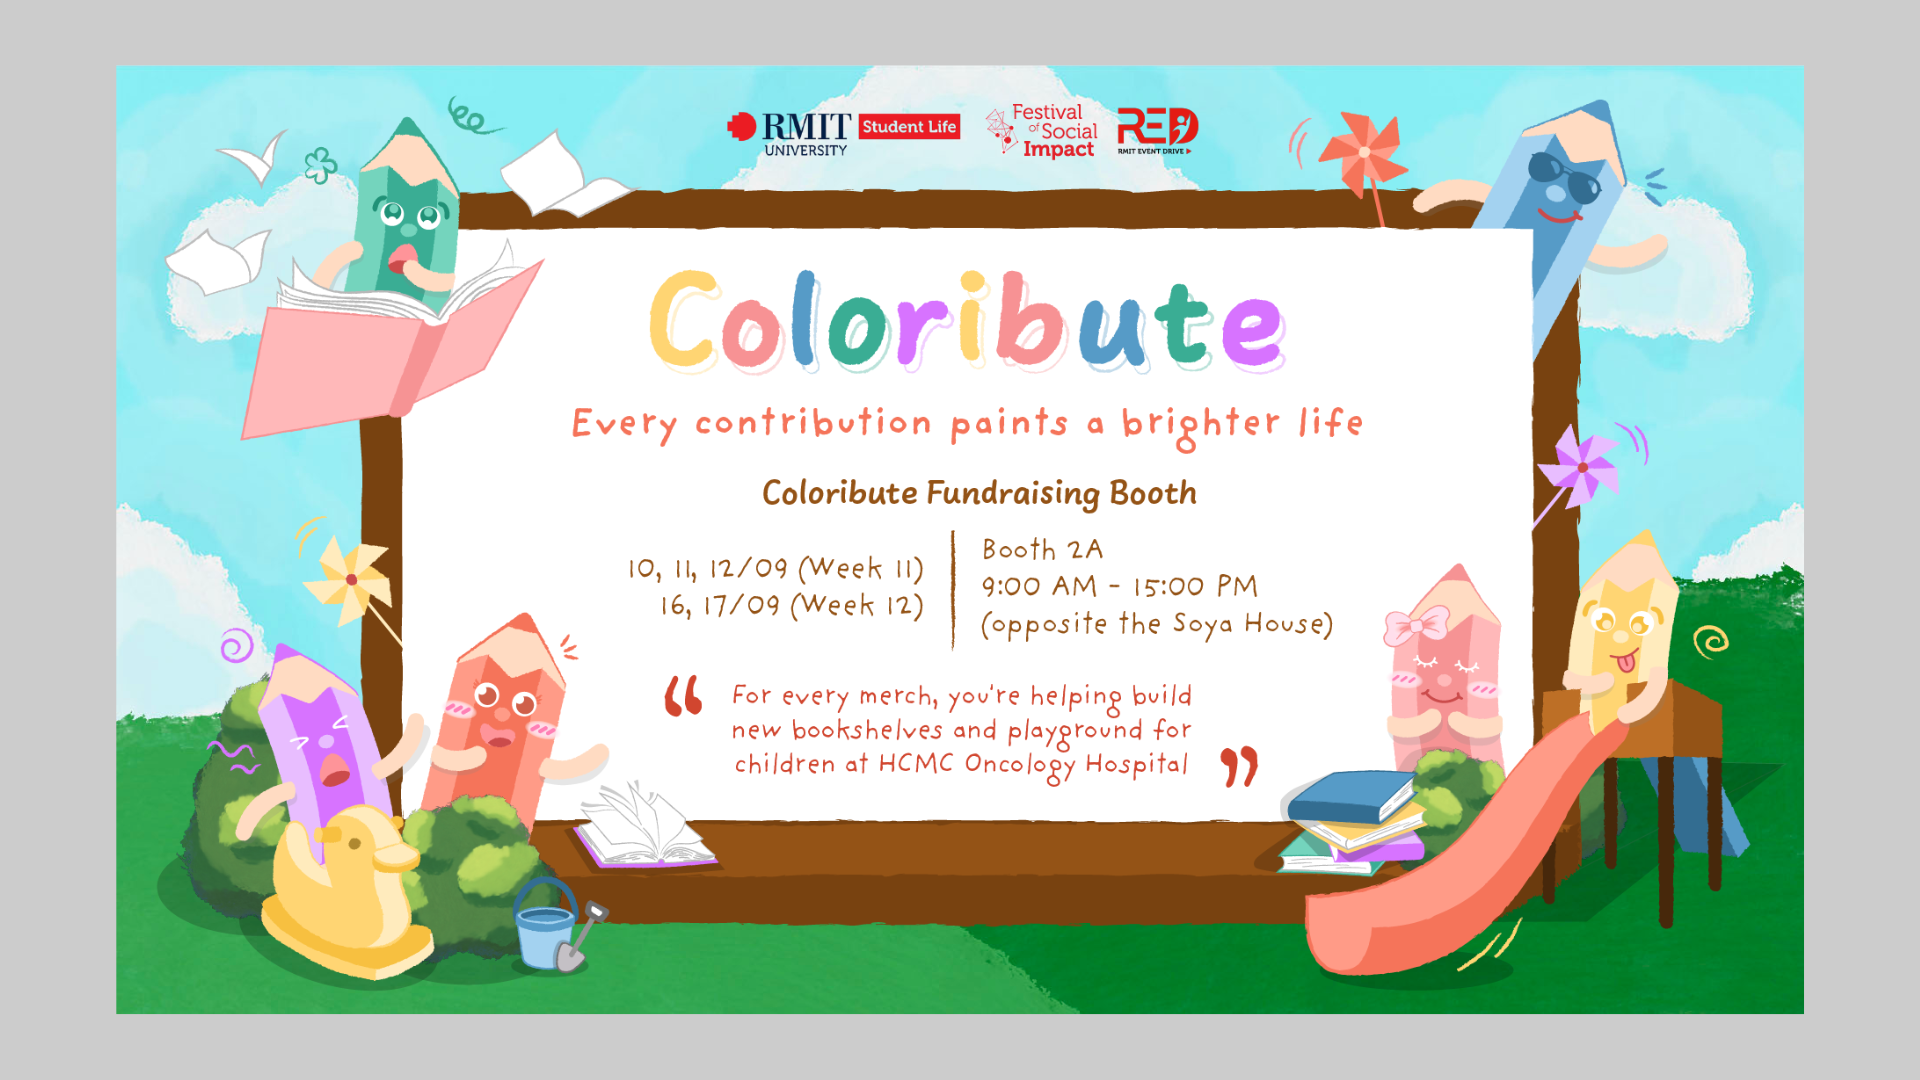 RMIT UNIVERSITY Student Life
Festival of Social Impact
RED
RMIT EVENT DRIVE
Coloribute
Every contribution paints a brighter life
Coloribute Fundraising Booth
10, 11, 12/09 (Week 11)
16, 17/09 (Week 12)
Booth 2A
9:00 AM - 15:00 PM
(opposite the Soya House)
“ For every merch, you're helping build
new bookshelves and playground for
children at HCMC Oncology Hospital ”